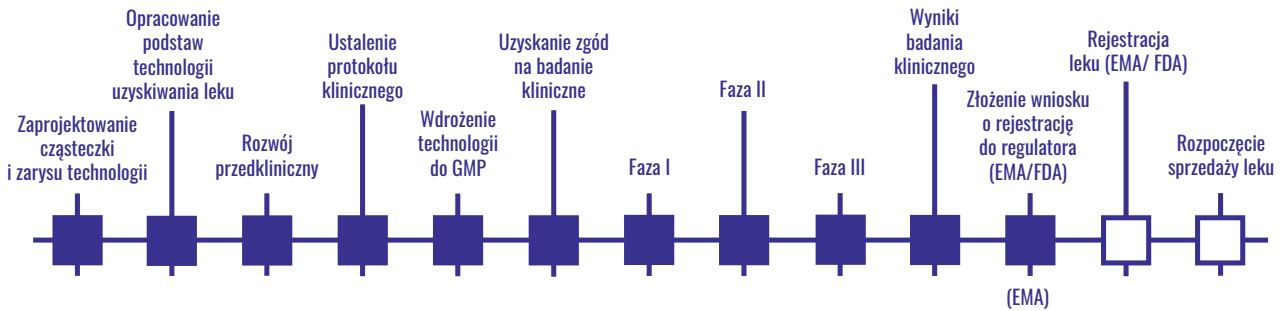 Zaprojektowanie
cząsteczki
i zarysu technologii
Opracowanie
podstaw
technologii
uzyskiwania leku
Rozwój
przedkliniczny
Ustalenie
protokołu
klinicznego
Wdrożenie
technologii
do GMP
Uzyskanie zgód
na badanie
kliniczne
Faza I
Faza II
Faza III
Wyniki
badania
klinicznego
Złożenie wniosku
o rejestrację
do regulatora
(EMA/FDA)
(EMA)
Rejestracja
leku (EMA/ FDA)
Rozpoczęcie
sprzedaży leku